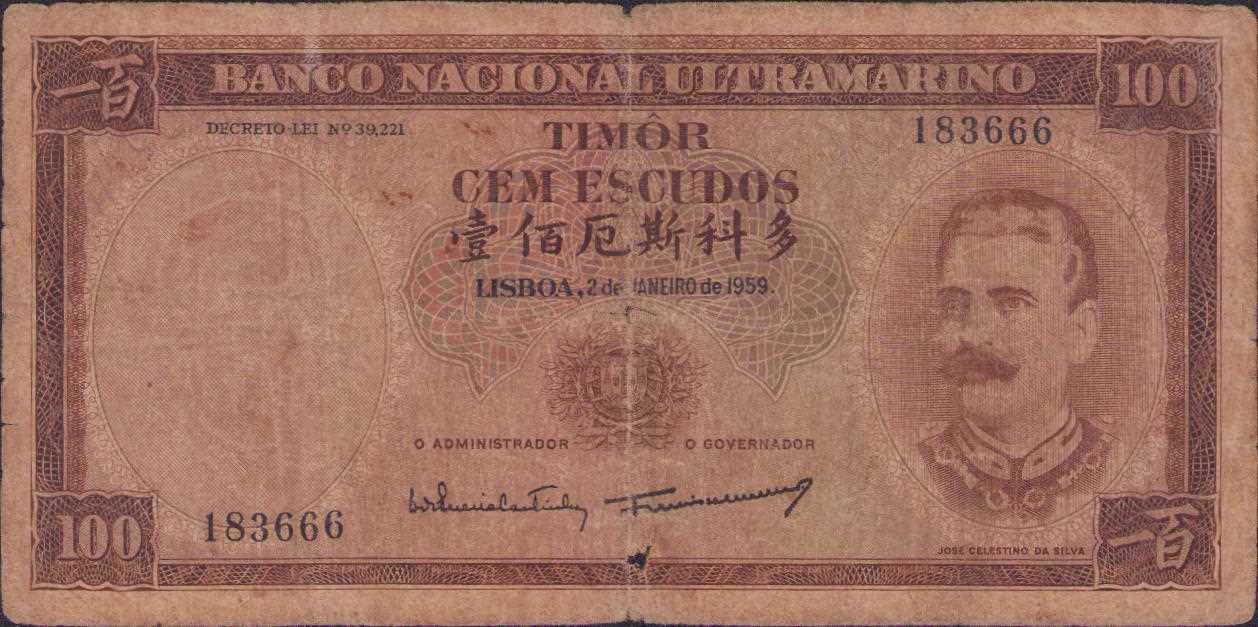 一百
BANCO NACIONAL ULTRAMARINO
100
DECRETO-LEI Nº 39,221
TIMÔR
183666
CEM ESCUDOS
壹佰厄斯科多
LISBOA, 2 de JANEIRO de 1959.
O ADMINISTRADOR
O GOVERNADOR
100
183666
JOSÉ CELESTINO DA SILVA
一百